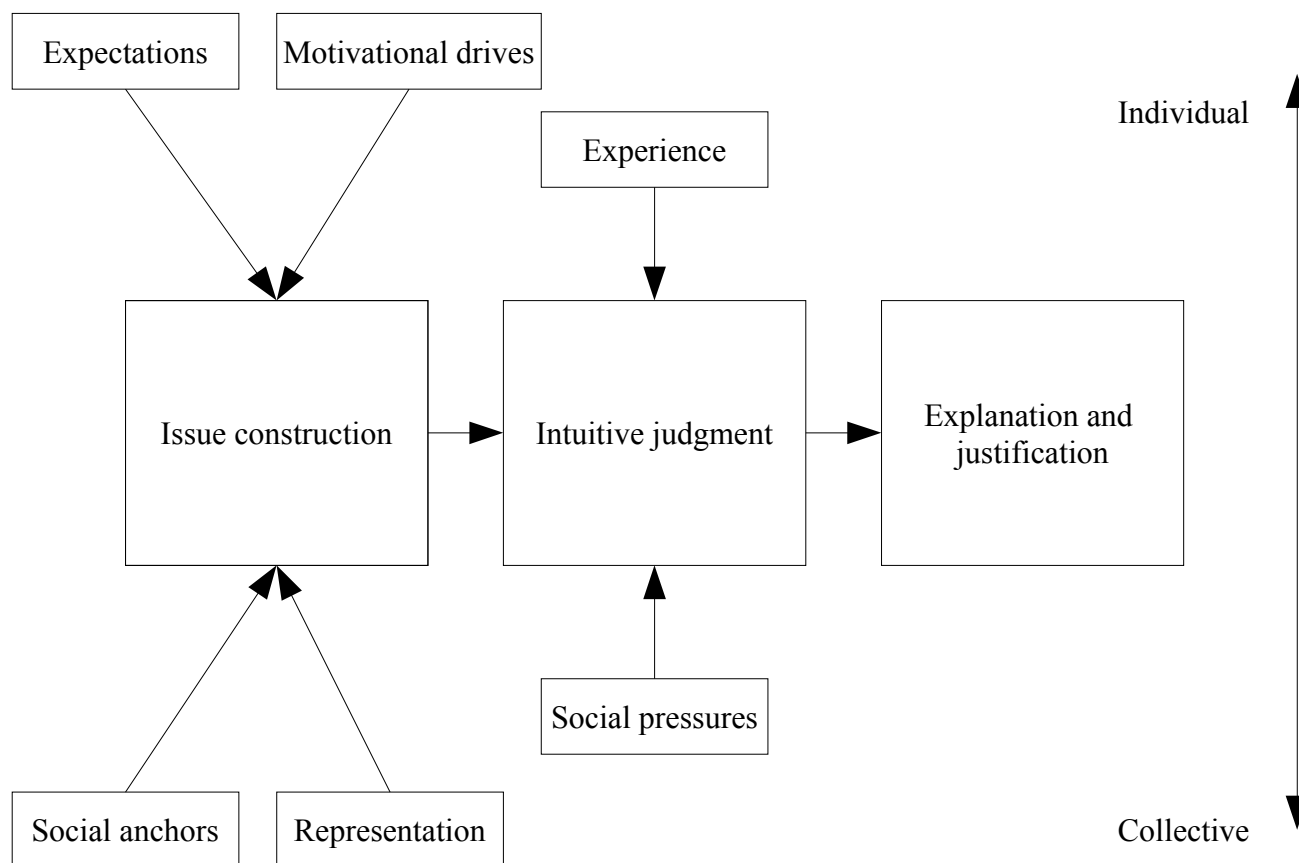 Expectations
Motivational drives
Individual
Experience
Issue construction
Intuitive judgment
Explanation and
justification
Social pressures
Social anchors
Representation
Collective